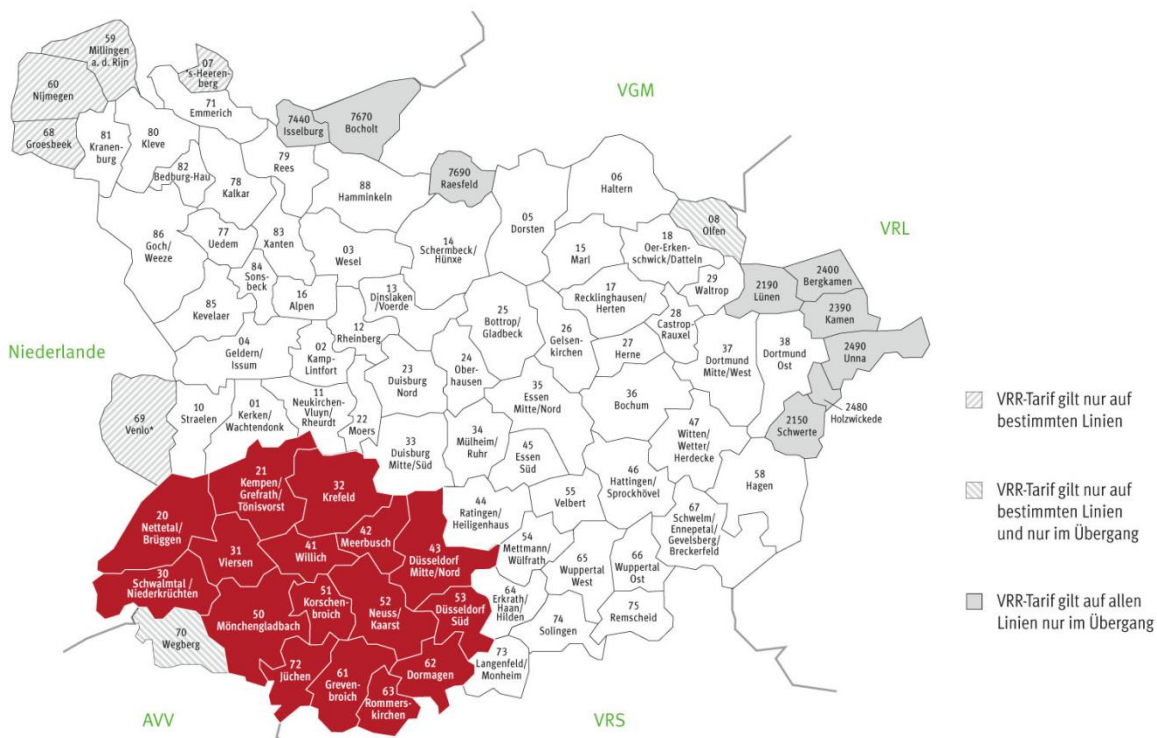 59
Millingen
a. d. Rijn
07
's-Heeren-
berg
60
Nijmegen
71
Emmerich
VGM
7440
Isselburg
7670
Bocholt
68
Groesbeek
81
Kranen-
burg
80
Kleve
82
Bedburg-Hau
79
Rees
78
Kalkar
88
Hamminkeln
7690
Raesfeld
06
Haltern
05
Dorsten
08
Olfen
VRL
86
Goch/
Weeze
77
Uedem
83
Xanten
03
Wesel
14
Schermbeck/
Hünxe
15
Marl
18
Oer-Erken-
schwick/Datteln
29
Waltrop
2190
Lünen
2400
Bergkamen
2390
Kamen
84
Sons-
beck
85
Kevelaer
16
Alpen
13
Dinslaken
/Voerde
17
Recklinghausen/
Herten
28
Castrop-
Rauxel
25
Bottrop/
Gladbeck
26
Gelsen-
kirchen
27
Herne
37
Dortmund
Mitte/West
38
Dortmund
Ost
2490
Unna
Niederlande
04
Geldern/
Issum
02
Kamp-
Lintfort
12
Rheinberg
23
Duisburg
Nord
24
Ober-
hausen
35
Essen
Mitte/Nord
36
Bochum
69
Venlo*
10
Straelen
01
Kerken/
Wachtendonk
11
Neukirchen-
Vluyn/
Rheurdt
22
Moers
33
Duisburg
Mitte/Süd
34
Mülheim/
Ruhr
45
Essen
Süd
47
Witten/
Wetter/
Herdecke
2150
Schwerte
2480
Holzwickede
46
Hattingen/
Sprockhövel
58
Hagen
21
Kempen/
Grefrath/
Tönisvorst
32
Krefeld
44
Ratingen/
Heiligenhaus
55
Velbert
67
Schwelm/
Ennepetal/
Gevelsberg/
Breckerfeld
20
Nettetal/
Brüggen
31
Viersen
41
Willich
42
Meerbusch
43
Düsseldorf
Mitte/Nord
54
Mettmann/
Wülfrath
65
Wuppertal
West
66
Wuppertal
Ost
30
Schwalmtal/
Niederkrüchten
50
Mönchengladbach
51
Korschen-
broich
52
Neuss/
Kaarst
53
Düsseldorf
Süd
64
Erkrath/
Haan/
Hilden
74
Solingen
75
Remscheid
70
Wegberg
72
Jüchen
61
Greven-
broich
62
Dormagen
63
Rommers-
kirchen
73
Langenfeld/
Monheim
AVV
VRS
VRR-Tarif gilt nur auf
bestimmten Linien
VRR-Tarif gilt nur auf
bestimmten Linien
und nur im Übergang
VRR-Tarif gilt auf allen
Linien nur im Übergang